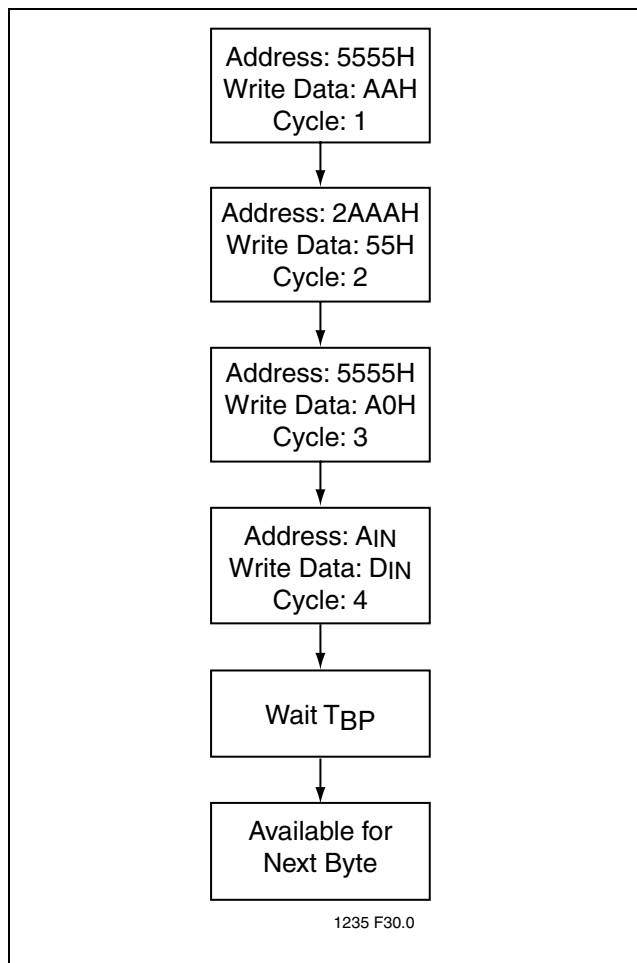 Address: 5555H
Write Data: AAH
Cycle: 1
Address: 2AAAH
Write Data: 55H
Cycle: 2
Address: 5555H
Write Data: A0H
Cycle: 3
Address: AIN
Write Data: DIN
Cycle: 4
Wait TBP
Available for
Next Byte
1235 F30.0